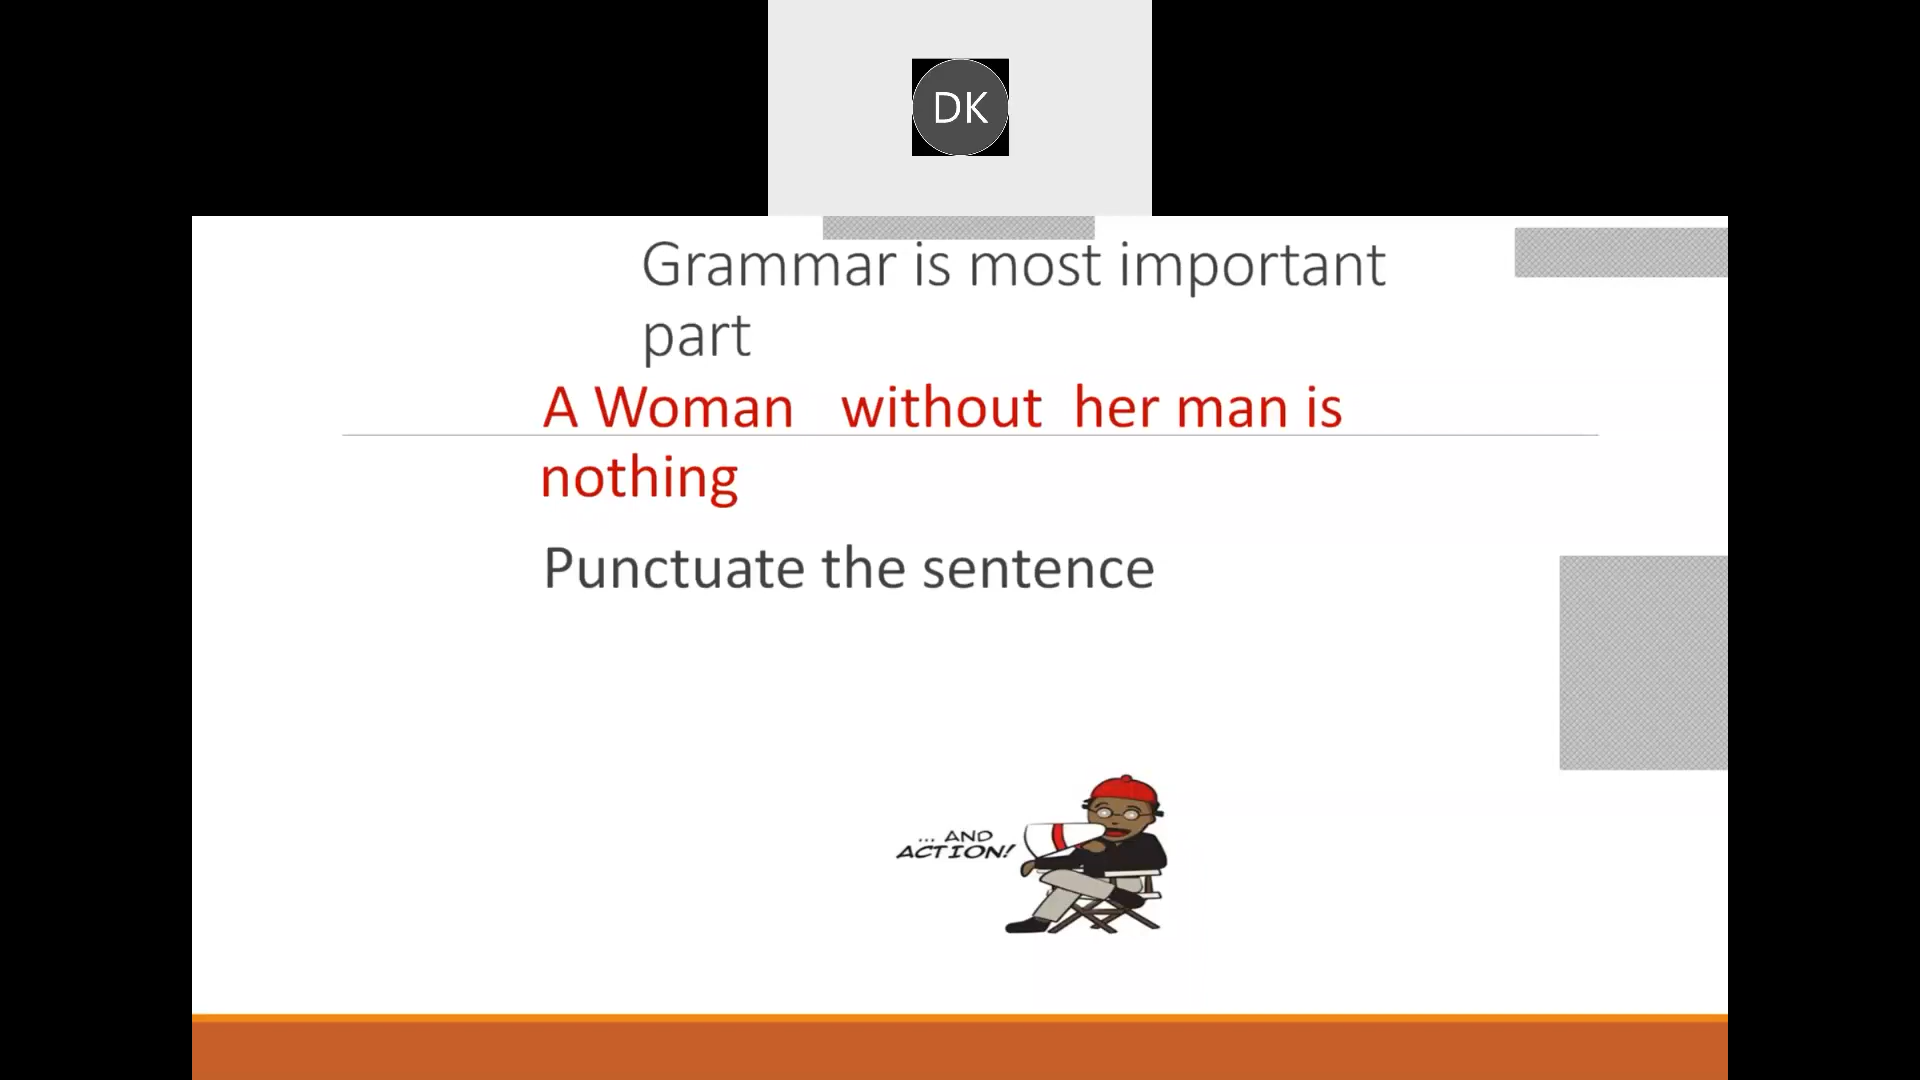 DK
Grammar is most important
part
A Woman without her man is
nothing
Punctuate the sentence
... AND
ACTION!